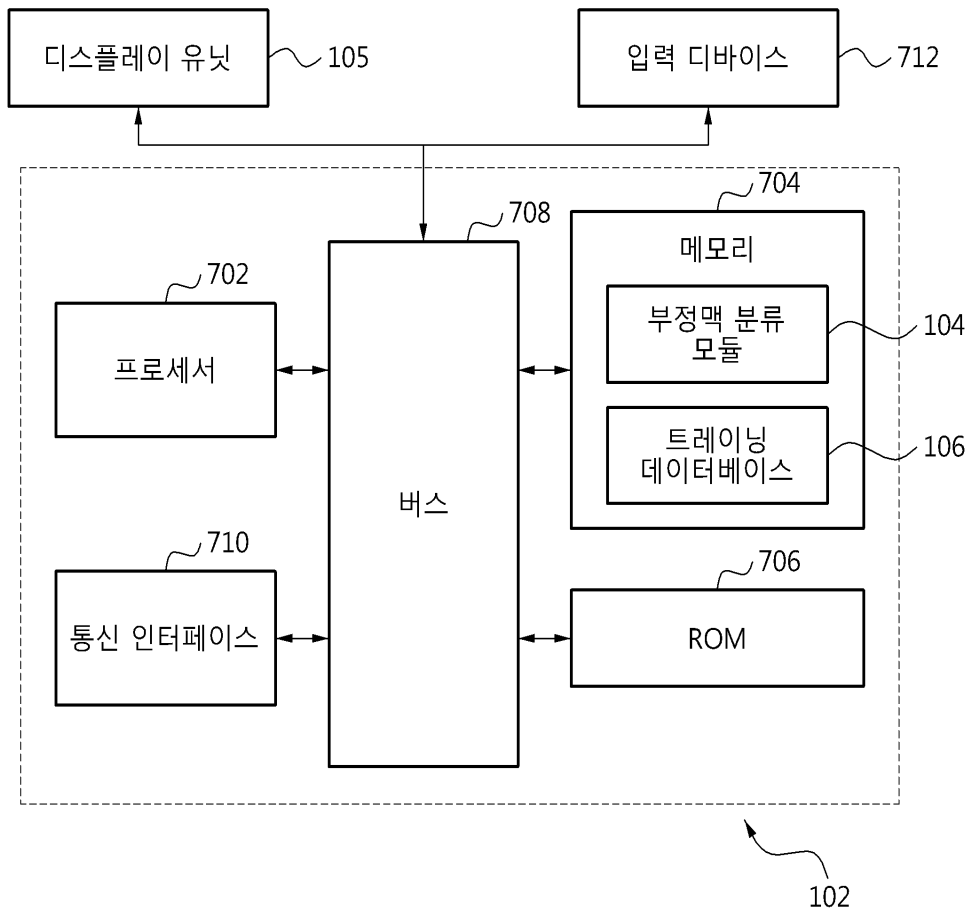 디스플레이 유닛
105
입력 디바이스
712
704
708
메모리
702
부정맥 분류
모듈
104
프로세서
트레이닝
데이터베이스
106
버스
710
706
통신 인터페이스
ROM
102